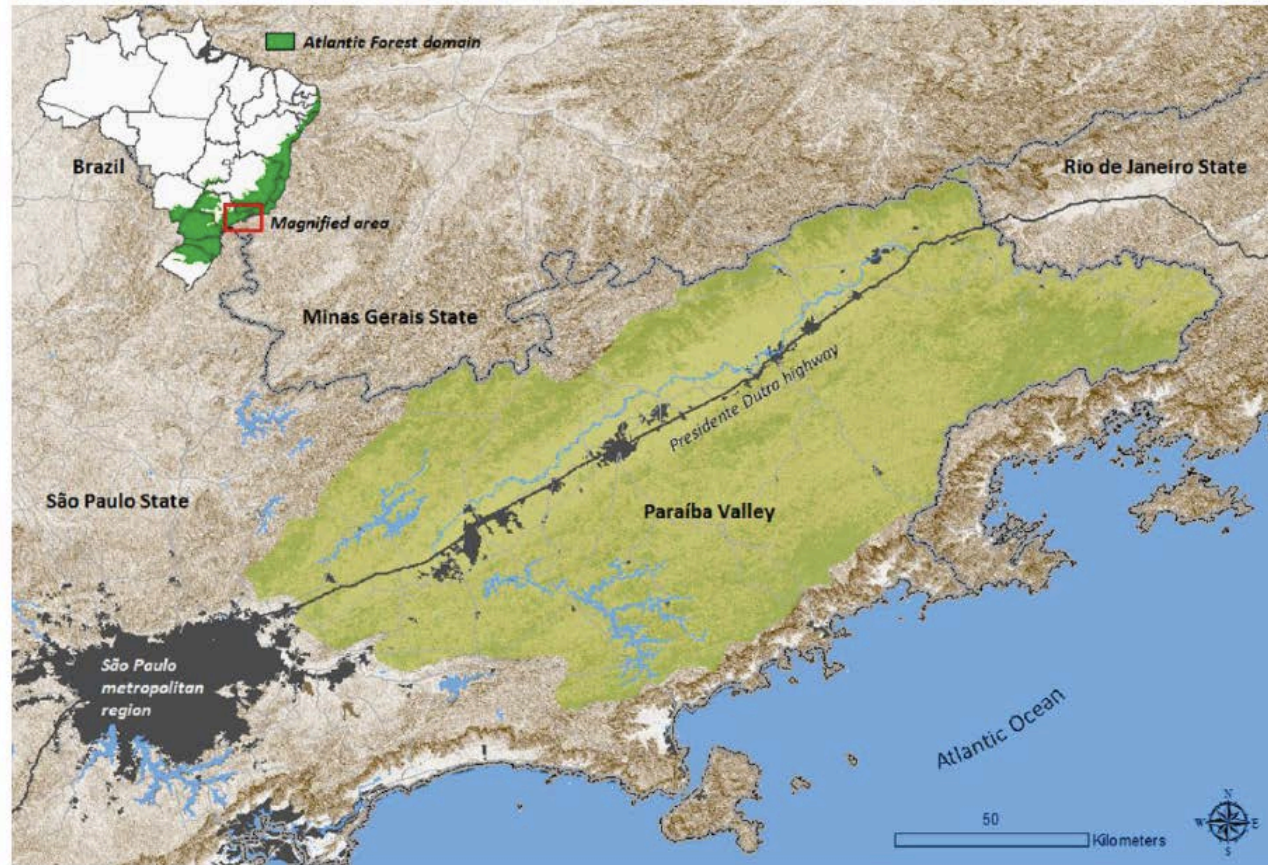 Atlantic Forest domain
Brazil
Magnified area
Rio de Janeiro State
Minas Gerais State
Presidente Dutra highway
São Paulo State
Paraíba Valley
São Paulo
metropolitan
region
Atlantic Ocean
50
Kilometers
N
W
E
S